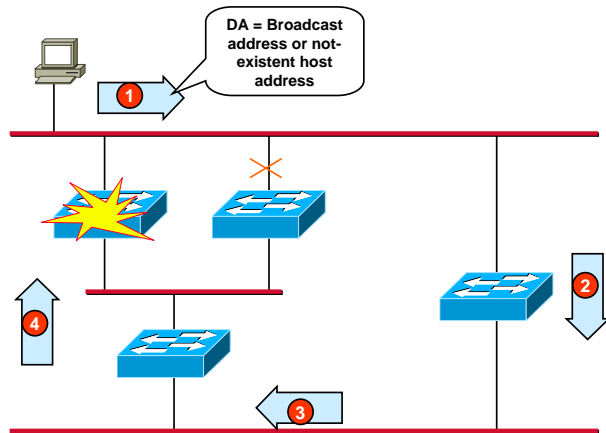 DA = Broadcast
address or not-
existent host
address
1
2
4
3